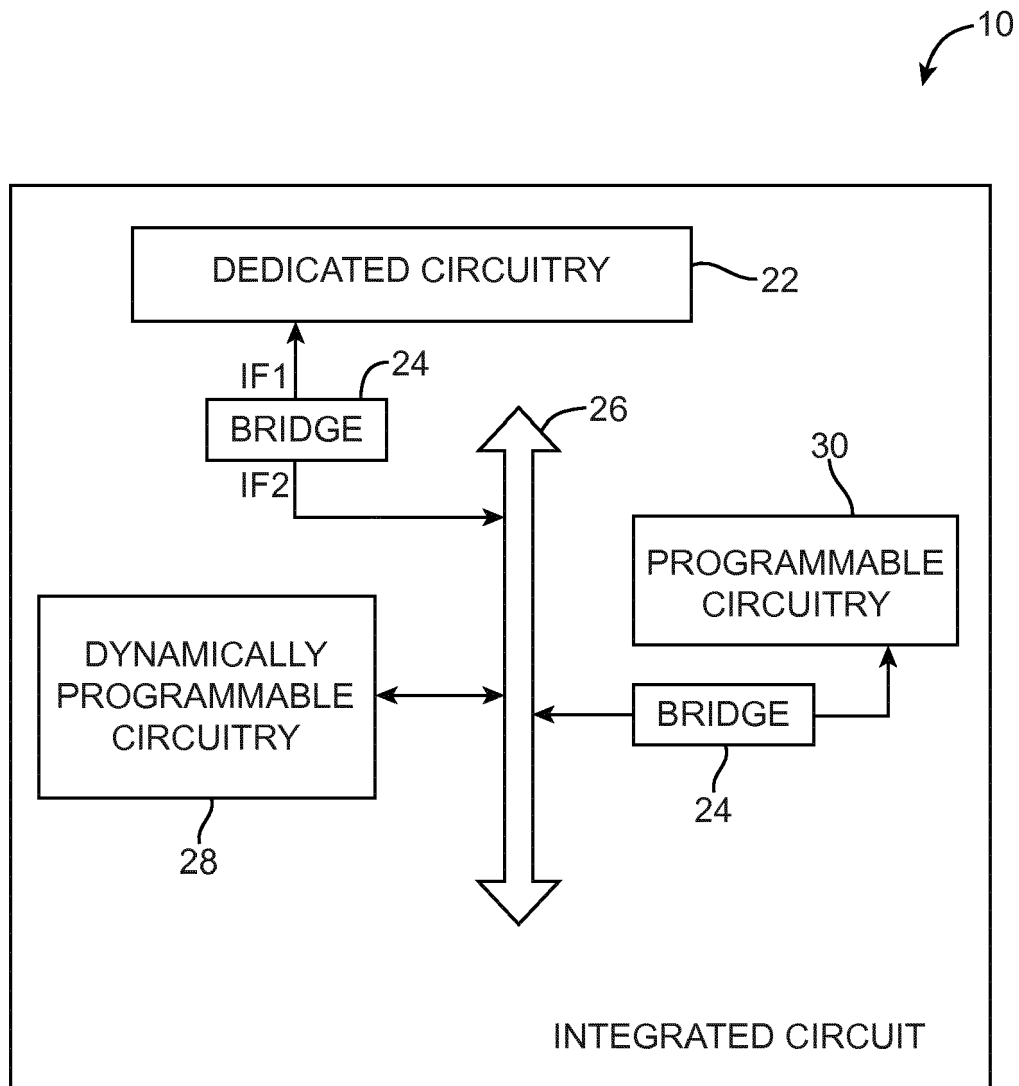 10
DEDICATED CIRCUITRY
22
IF1
24
BRIDGE
IF2
26
30
PROGRAMMABLE
CIRCUITRY
DYNAMICALLY
PROGRAMMABLE
CIRCUITRY
28
BRIDGE
24
INTEGRATED CIRCUIT